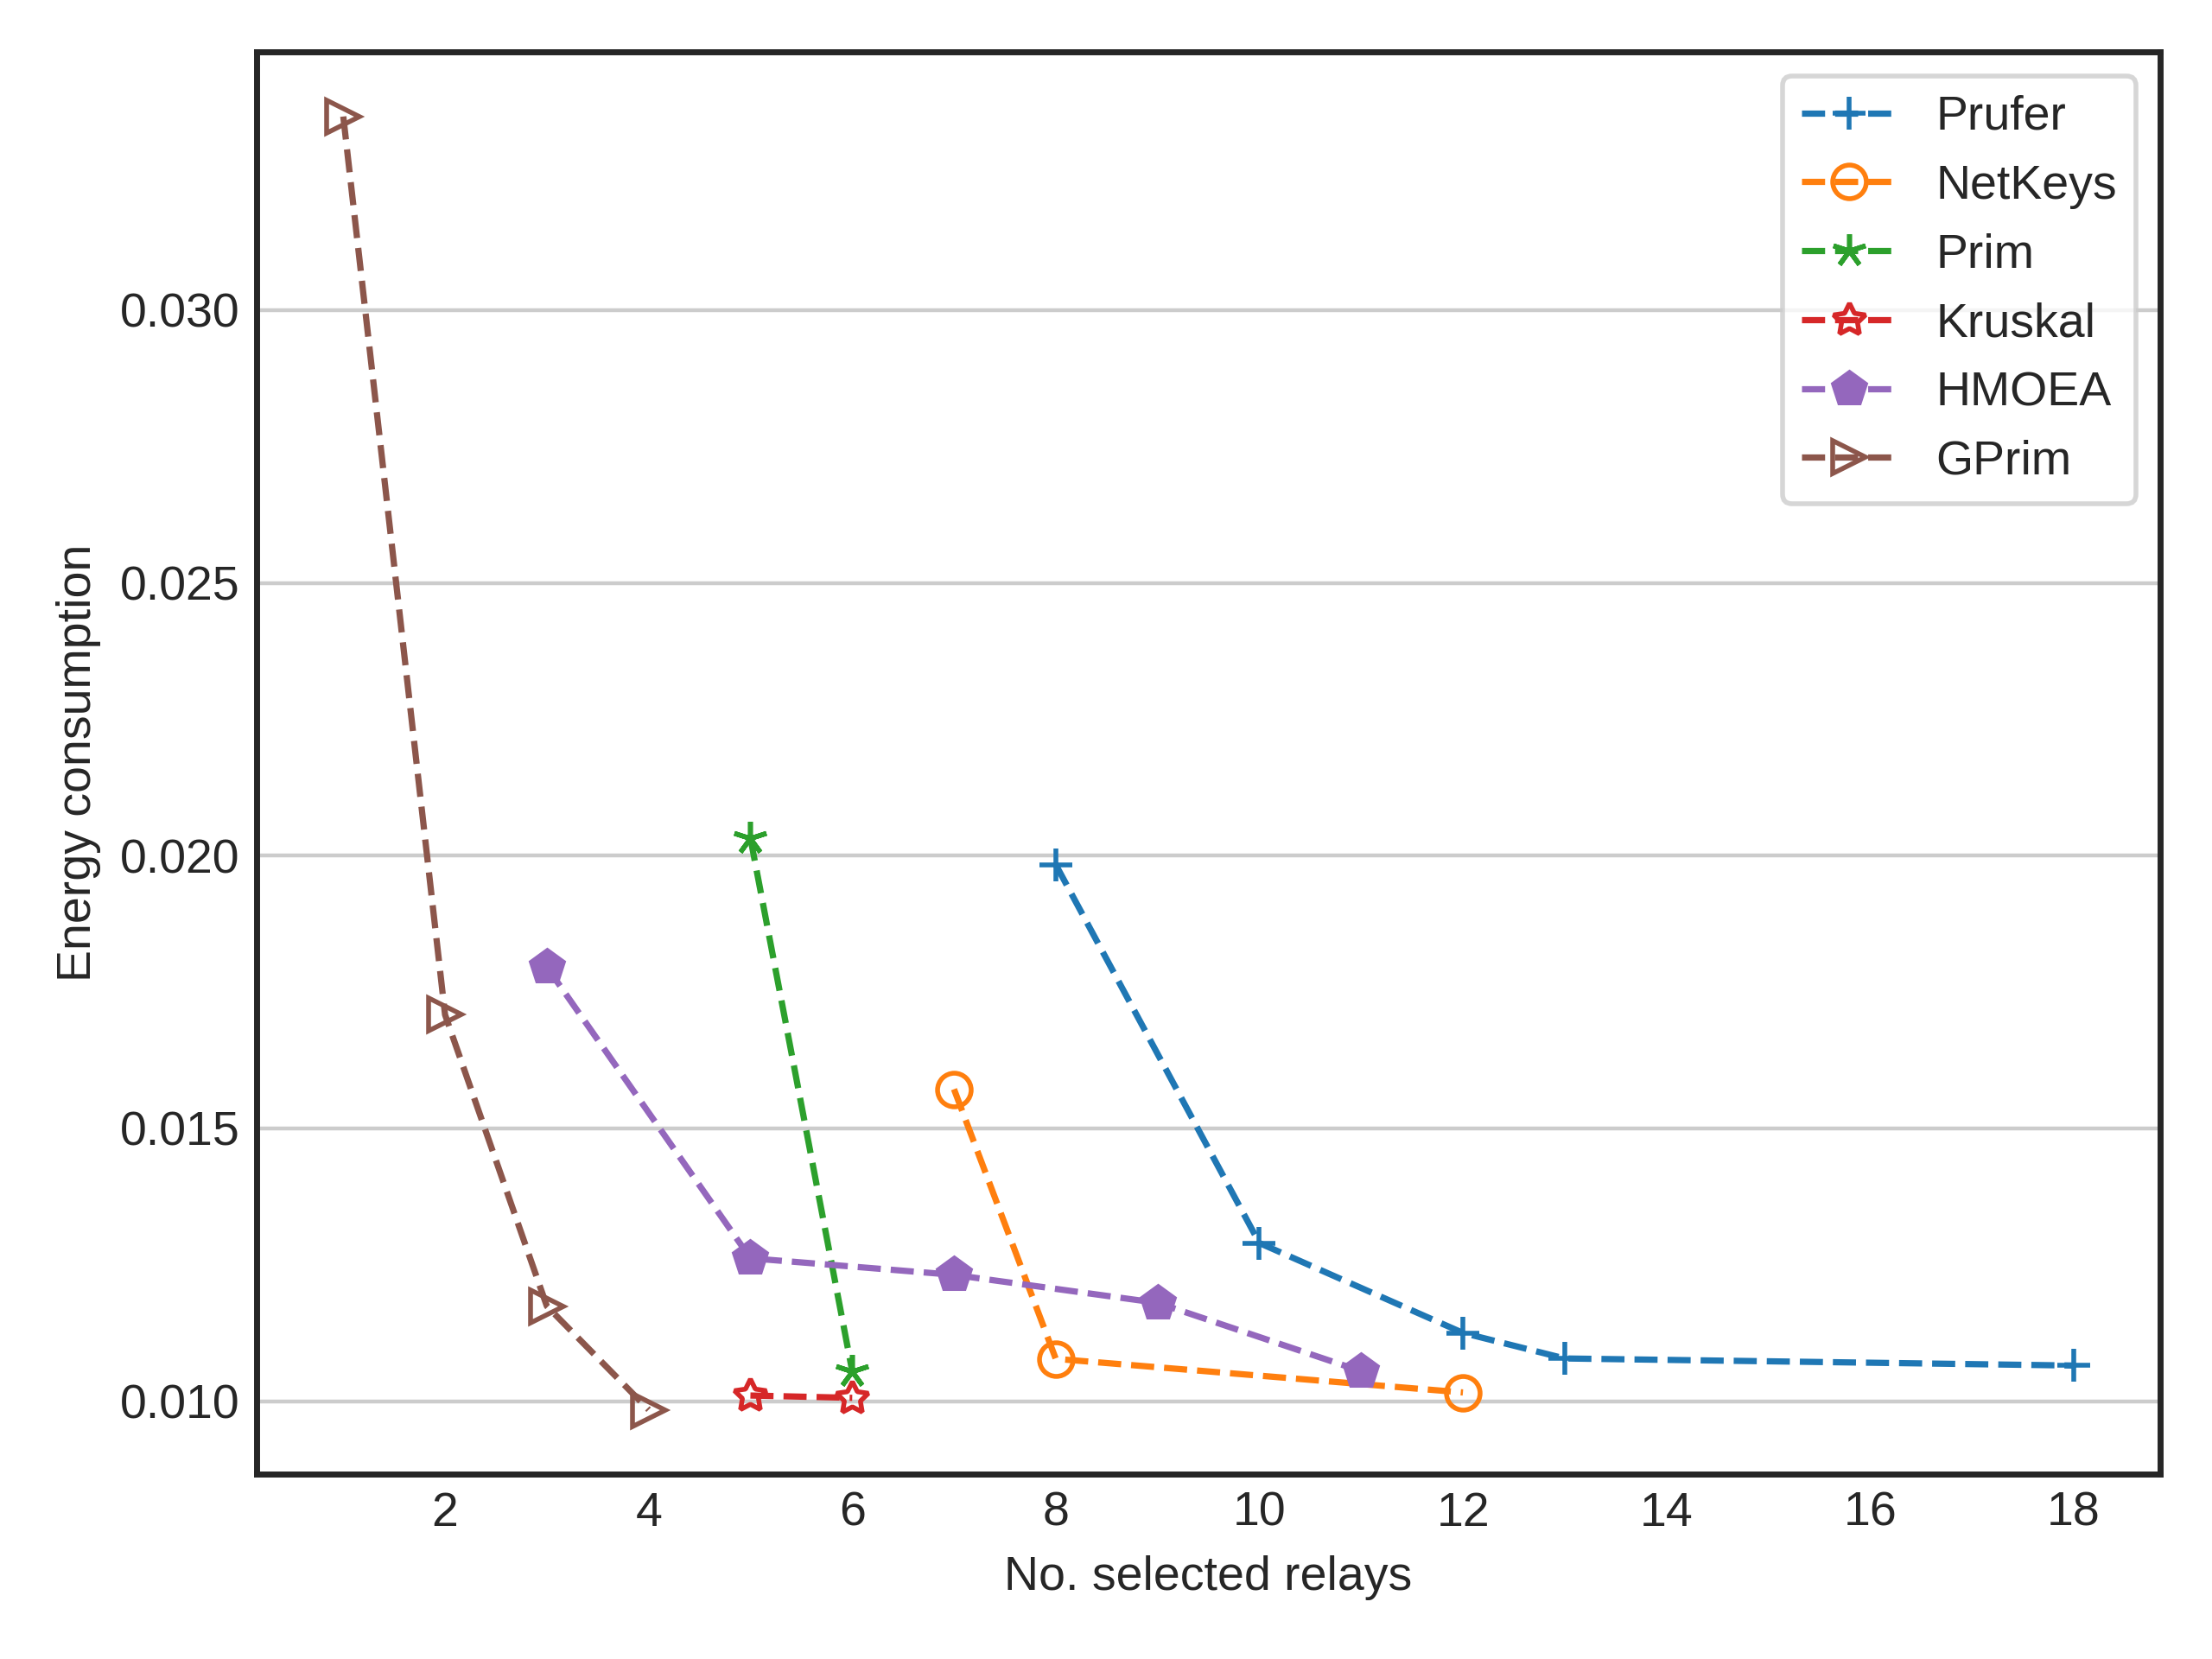 Prufer
NetKeys
Prim
Kruskal
HMOEA
GPrim
0.030
0.025
0.020
0.015
0.010
Energy consumption
2 4 6 8 10 12 14 16 18
No. selected relays